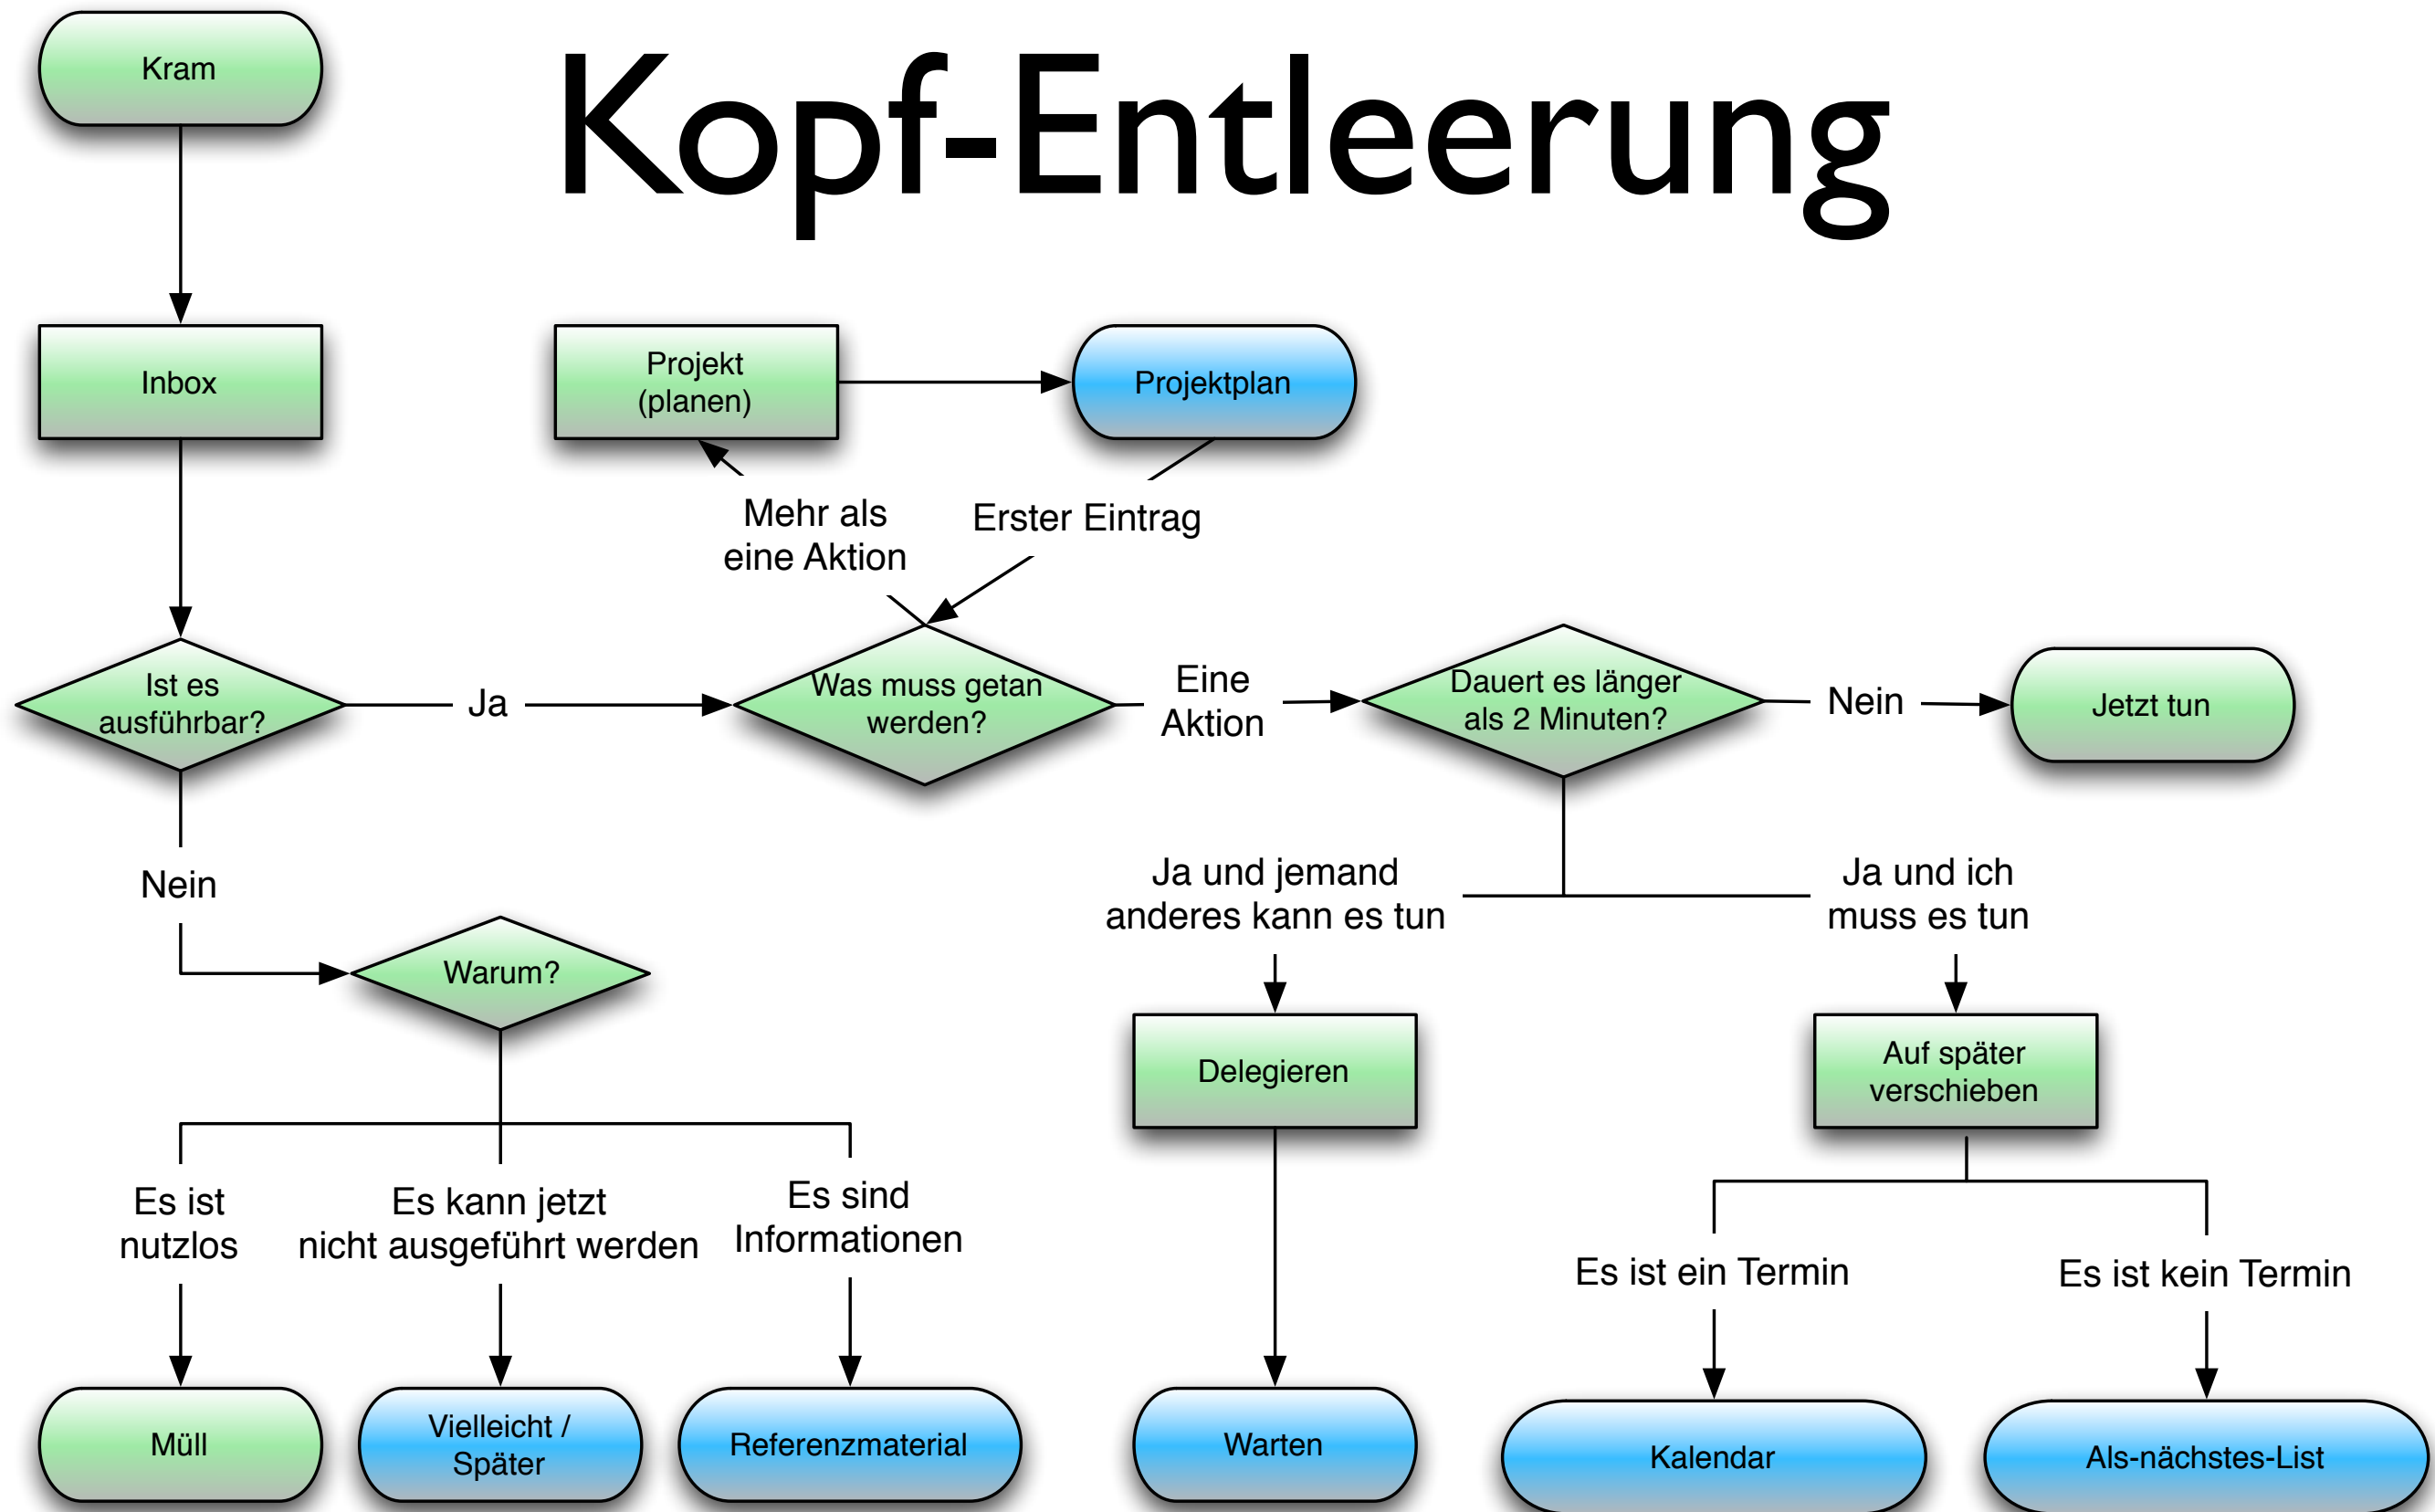 Kram
Kopf-Entleerung
Inbox
Projekt
(planen)
Projektplan
Mehr als
eine Aktion
Erster Eintrag
Ist es
ausführbar?
Ja
Was muss getan
werden?
Eine
Aktion
Dauert es länger
als 2 Minuten?
Nein
Jetzt tun
Nein
Ja und jemand
anderes kann es tun
Ja und ich
muss es tun
Warum?
Delegieren
Auf später
verschieben
Es ist
nutzlos
Es kann jetzt
nicht ausgeführt werden
Es sind
Informationen
Es ist ein Termin
Es ist kein Termin
Müll
Vielleicht /
Später
Referenzmaterial
Warten
Kalendar
Als-nächstes-List